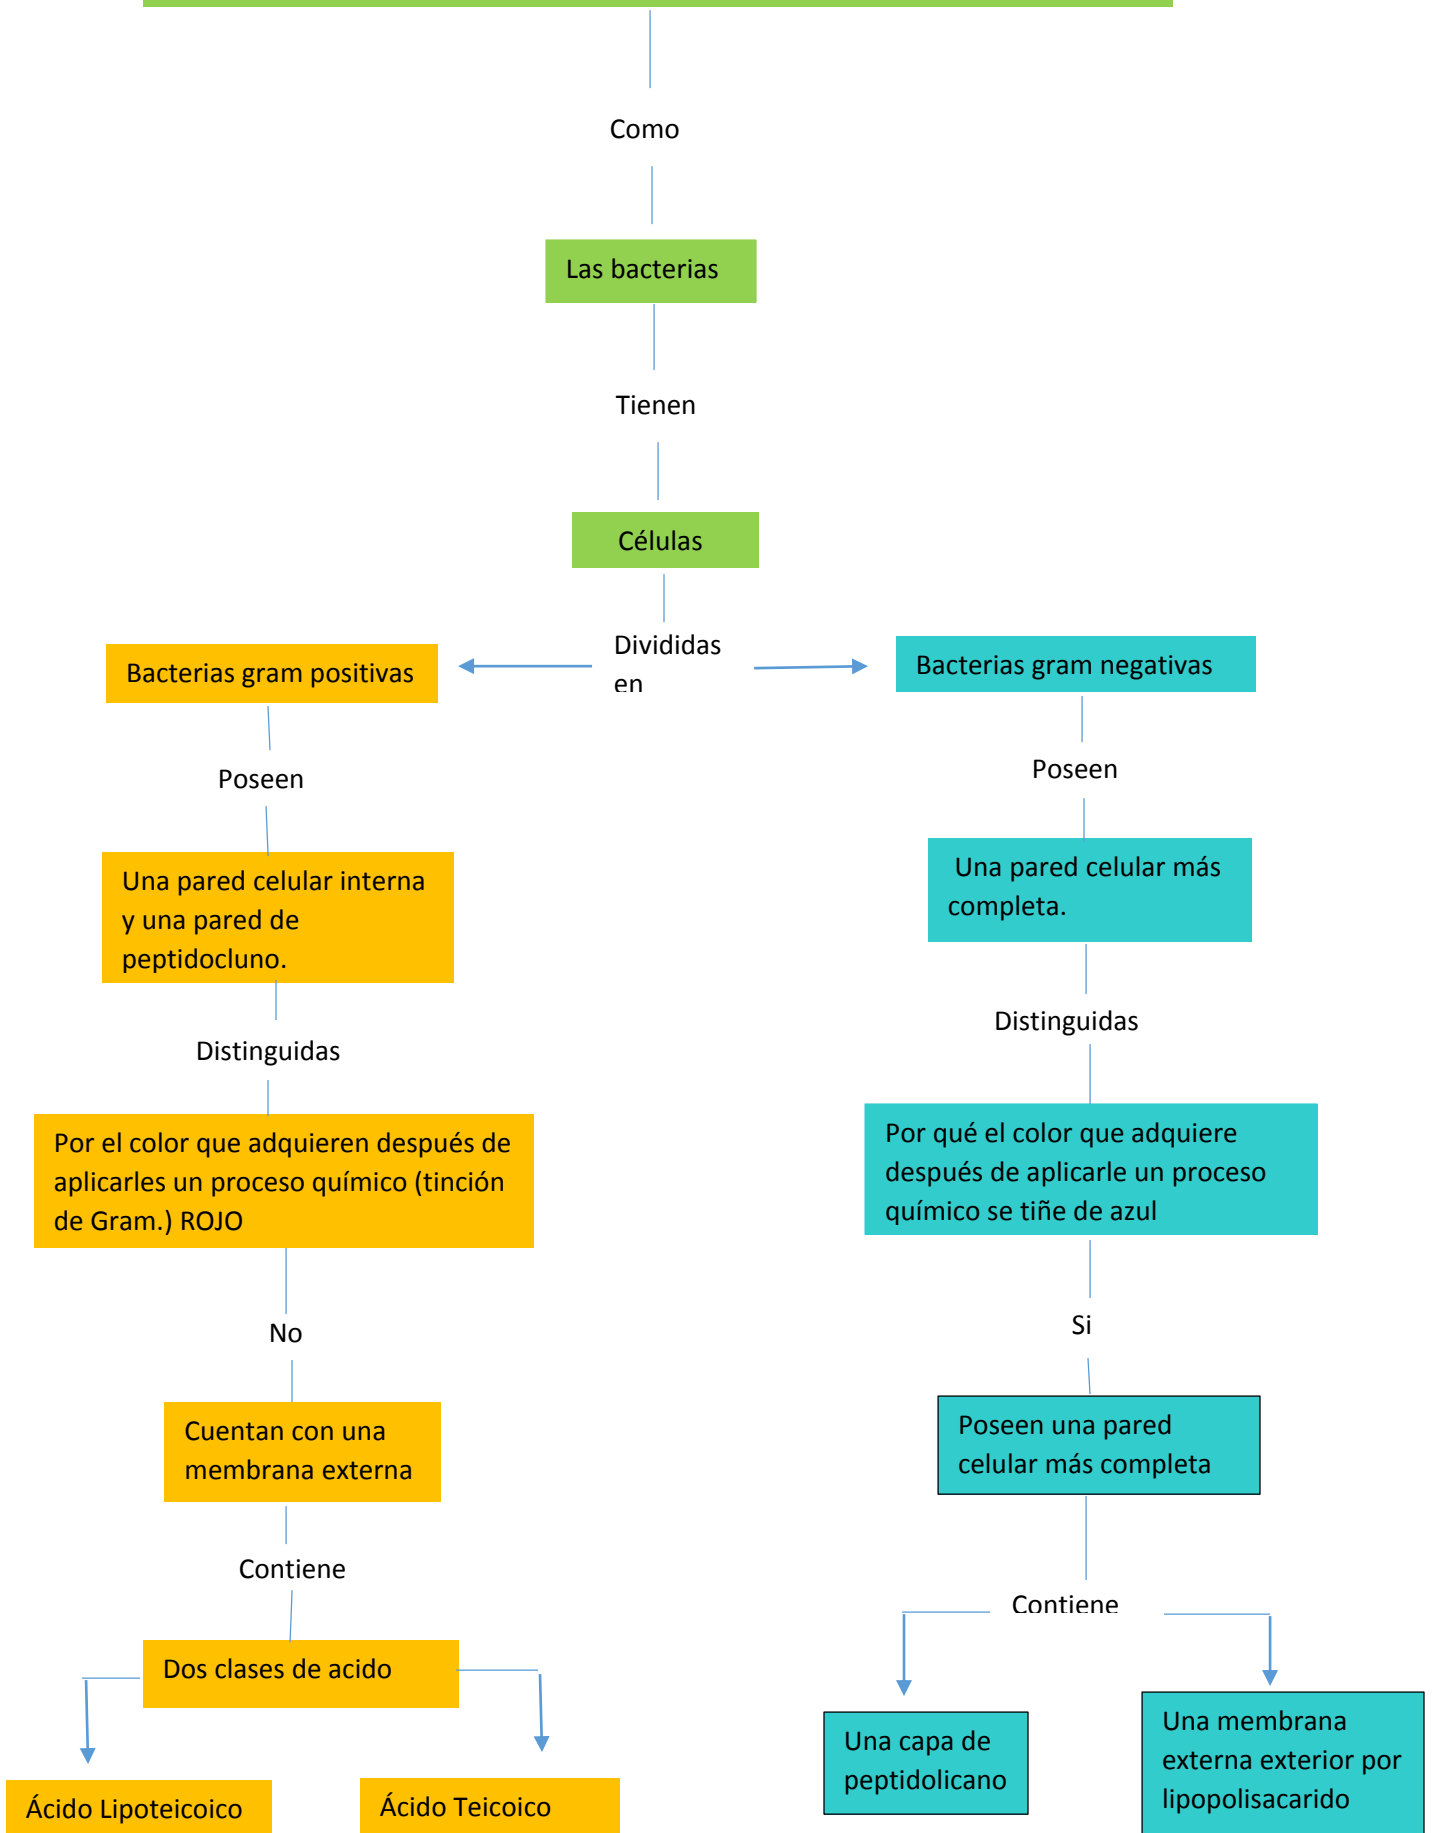 Como
Las bacterias
Tienen
Células
Divididas
en
Bacterias gram positivas
Poseen
Una pared celular interna
y una pared de
peptidocluno.
Distinguidas
Por el color que adquieren después de
aplicarles un proceso químico (tinción
de Gram.) ROJO
No
Cuentan con una
membrana externa
Contiene
Dos clases de acido
Ácido Lipoteicoico
Ácido Teicoico
Bacterias gram negativas
Poseen
Una pared celular más
completa.
Distinguidas
Por qué el color que adquiere
después de aplicarle un proceso
químico se tiñe de azul
Si
Poseen una pared
celular más completa
Contiene
Una capa de
peptidolicano
Una membrana
externa exterior por
lipopolisacarido